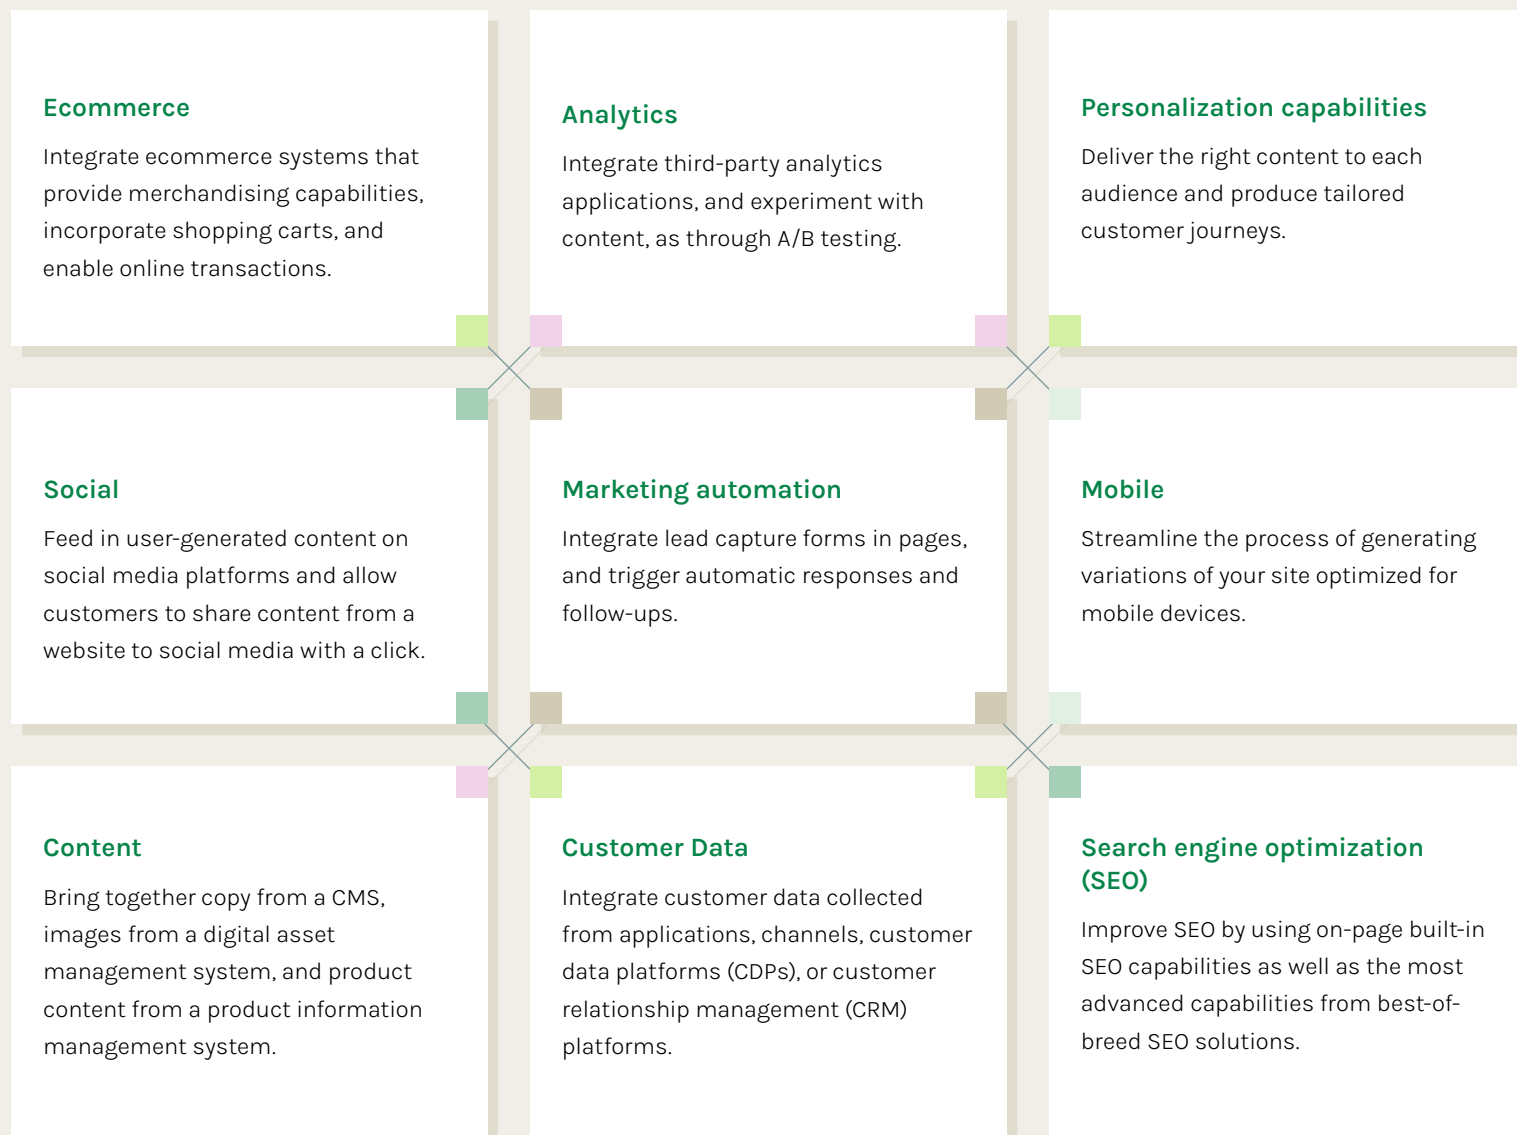 Ecommerce
Integrate ecommerce systems that
provide merchandising capabilities,
incorporate shopping carts, and
enable online transactions.
Analytics
Integrate third-party analytics
applications, and experiment with
content, as through A/B testing.
Personalization capabilities
Deliver the right content to each
audience and produce tailored
customer journeys.
Social
Feed in user-generated content on
social media platforms and allow
customers to share content from a
website to social media with a click.
Marketing automation
Integrate lead capture forms in pages,
and trigger automatic responses and
follow-ups.
Mobile
Streamline the process of generating
variations of your site optimized for
mobile devices.
Content
Bring together copy from a CMS,
images from a digital asset
management system, and product
content from a product information
management system.
Customer Data
Integrate customer data collected
from applications, channels, customer
data platforms (CDPs), or customer
relationship management (CRM)
platforms.
Search engine optimization
(SEO)
Improve SEO by using on-page built-in
SEO capabilities as well as the most
advanced capabilities from best-of-
breed SEO solutions.